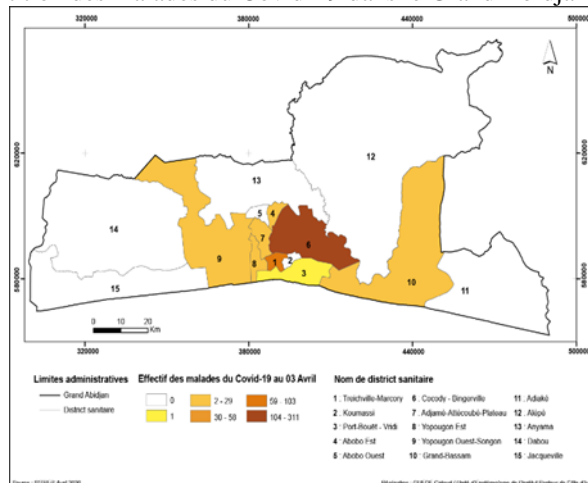 320000 380000 440000 500000
N
620000 620000
12
13
5 4
14
7 6
9 8 1 2
3 10 11
580000 580000
15
0 10 20
Km
320000 380000 440000 500000
Limites administratives
Grand Abidjan
District sanitaire
Effectif des malades du Covid-19 au 03 Avril
0 2 - 29 59 - 103
1 30 - 58 104 - 311
Nom de district sanitaire
1 . Treichville-Marcory 6 . Cocody - Bingerville 11 . Adiaké
2 . Koumassi 7 . Adjamé-Attécoubé-Plateau 12 . Alépé
3 . Port-Bouët - Vridi 8 . Yopougon Est 13 . Anyama
4 . Abobo Est 9 . Yopougon Ouest-Songon 14 . Dabou
5 . Abobo Ouest 10 . Grand-Bassam 15 . Jacqueville